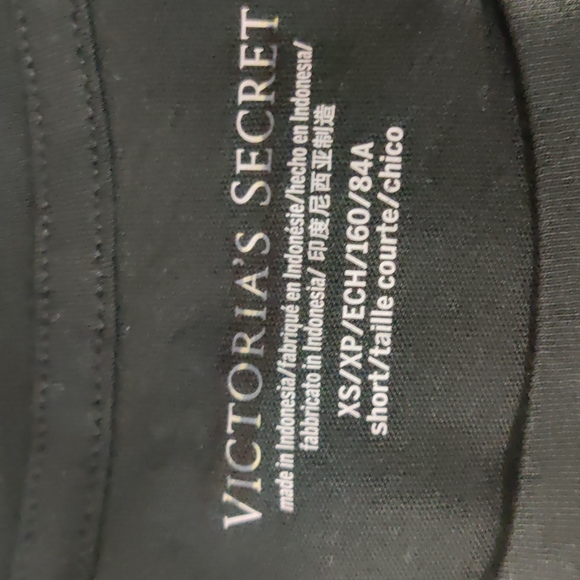 VICTORIA'S SECRET
made in Indonesia/fabriqué en Indonésie/hecho en Indonesia/
fabbricato in Indonesia/ 印度尼西亚制造
XS/XP/ECH/160/84A
short/taille courte/chico